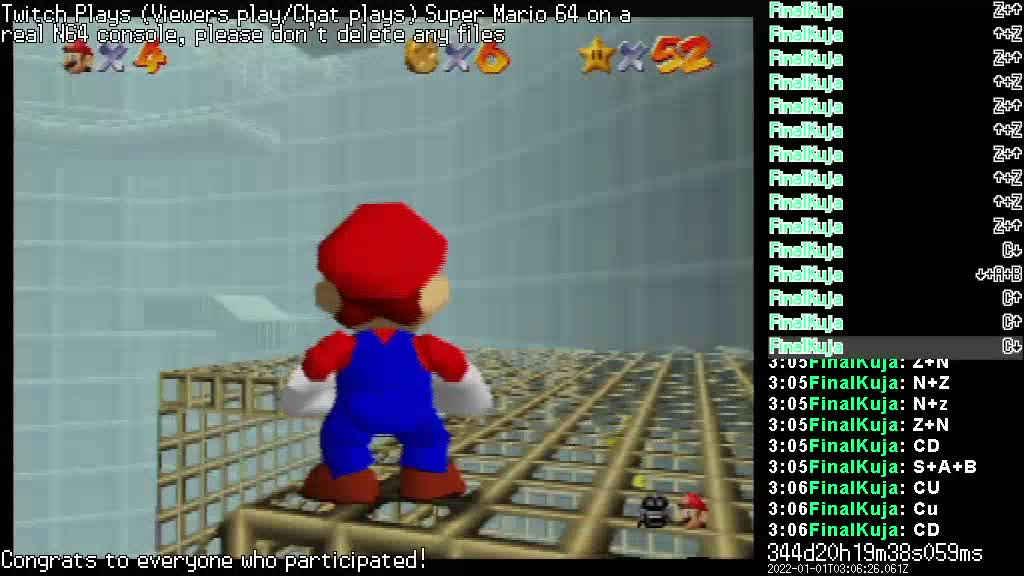 Twitch Plays (Viewers play/Chat plays) Super Mario 64 on a
real N64 console, please don't delete any files
×4 ×6 ×52
FinalKuja Z+↑
FinalKuja ↑+Z
FinalKuja Z+↑
FinalKuja ↑+Z
FinalKuja Z+↑
FinalKuja ↑+Z
FinalKuja Z+↑
FinalKuja ↑+Z
FinalKuja ↑+Z
FinalKuja Z+↑
FinalKuja C↓
FinalKuja ↓+A+B
FinalKuja C↑
FinalKuja C↑
FinalKuja C↓
3:05FinalKuja: Z+N
3:05FinalKuja: N+Z
3:05FinalKuja: N+z
3:05FinalKuja: Z+N
3:05FinalKuja: CD
3:05FinalKuja: S+A+B
3:06FinalKuja: CU
3:06FinalKuja: Cu
3:06FinalKuja: CD
344d20h19m38s059ms
2022-01-01T03:06:26.061Z
Congrats to everyone who participated!